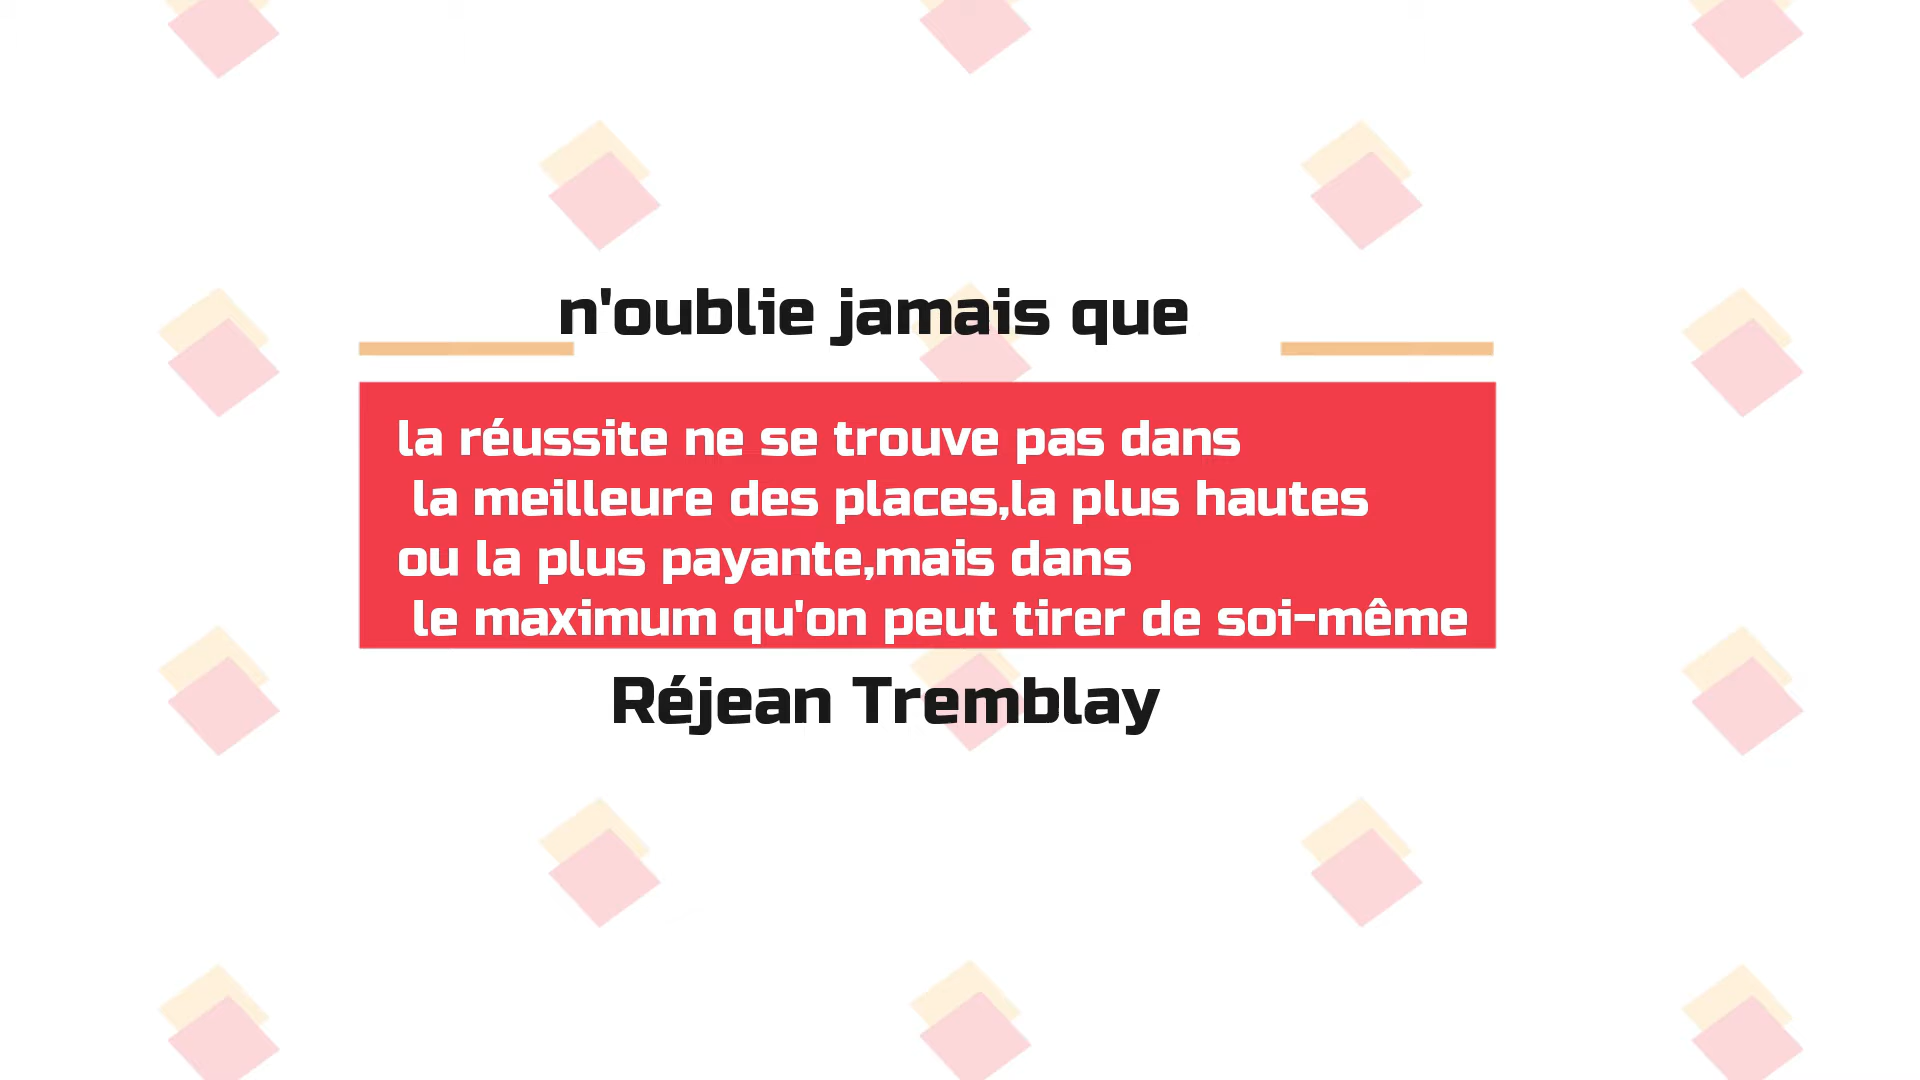 n'oublie jamais que
la réussite ne se trouve pas dans
la meilleure des places,la plus hautes
ou la plus payante,mais dans
le maximum qu'on peut tirer de soi-même
Réjean Tremblay